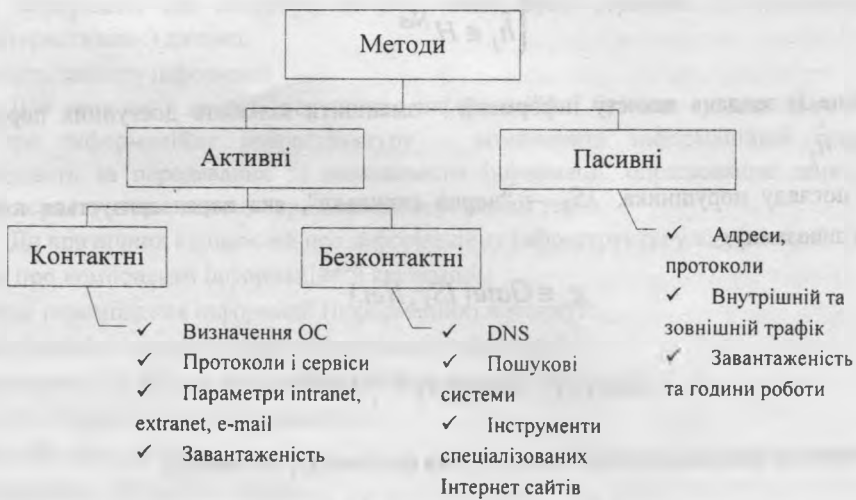 Методи
Активні
Пасивні
Контактні
Безконтактні
✓ Адреси,
протоколи
✓ Внутрішній та
зовнішній трафік
✓ Завантаженість
та години роботи
✓ Визначення ОС
✓ Протоколи і сервіси
✓ Параметри intranet,
extranet, e-mail
✓ Завантаженість
✓ DNS
✓ Пошукові
системи
✓ Інструменти
спеціалізованих
Інтернет сайтів